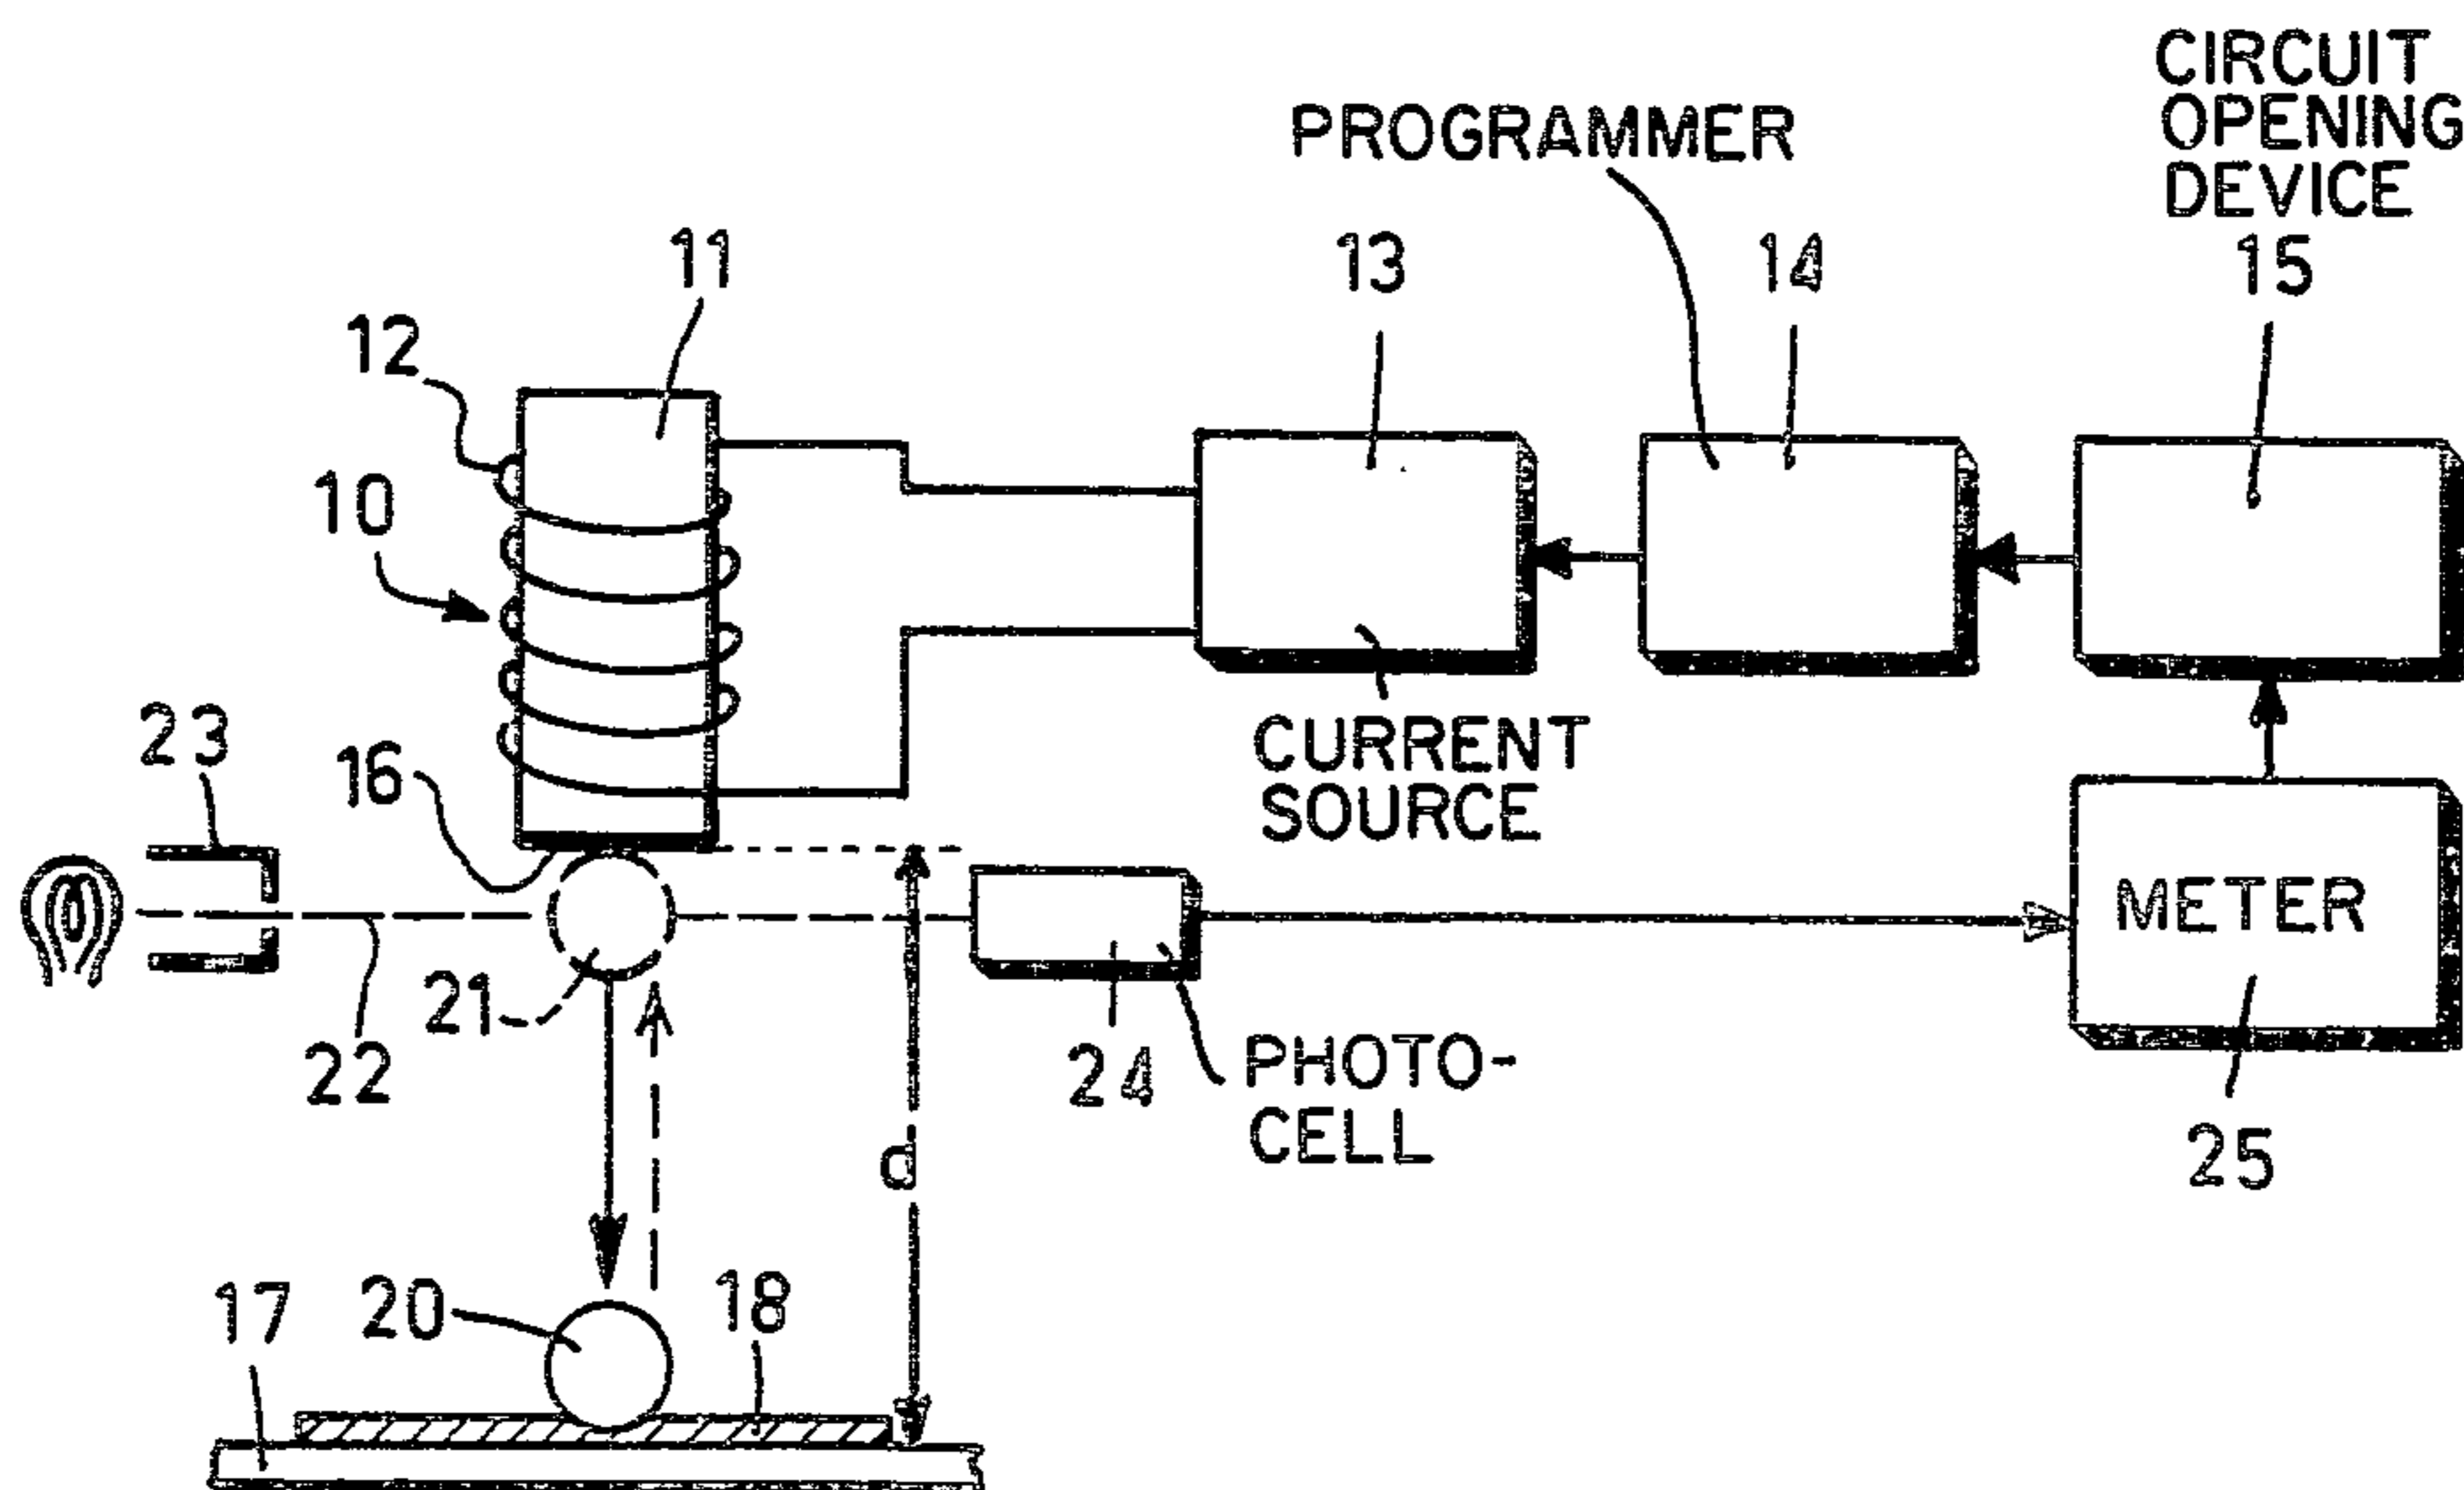 CIRCUIT
OPENING
DEVICE
15
PROGRAMMER
14
13
11
12
10
CURRENT
SOURCE
23
16
METER
21
22
24
PHOTO-
CELL
d
25
17
20
18